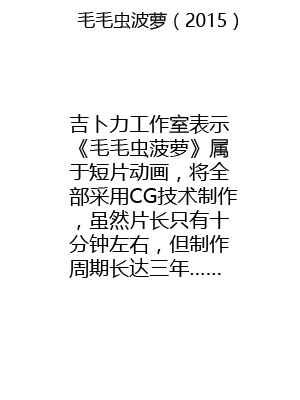 毛毛虫波萝（2015）
吉卜力工作室表示
《毛毛虫波萝》属
于短片动画，将全
部采用CG技术制作
，虽然片长只有十
分钟左右，但制作
周期长达三年……